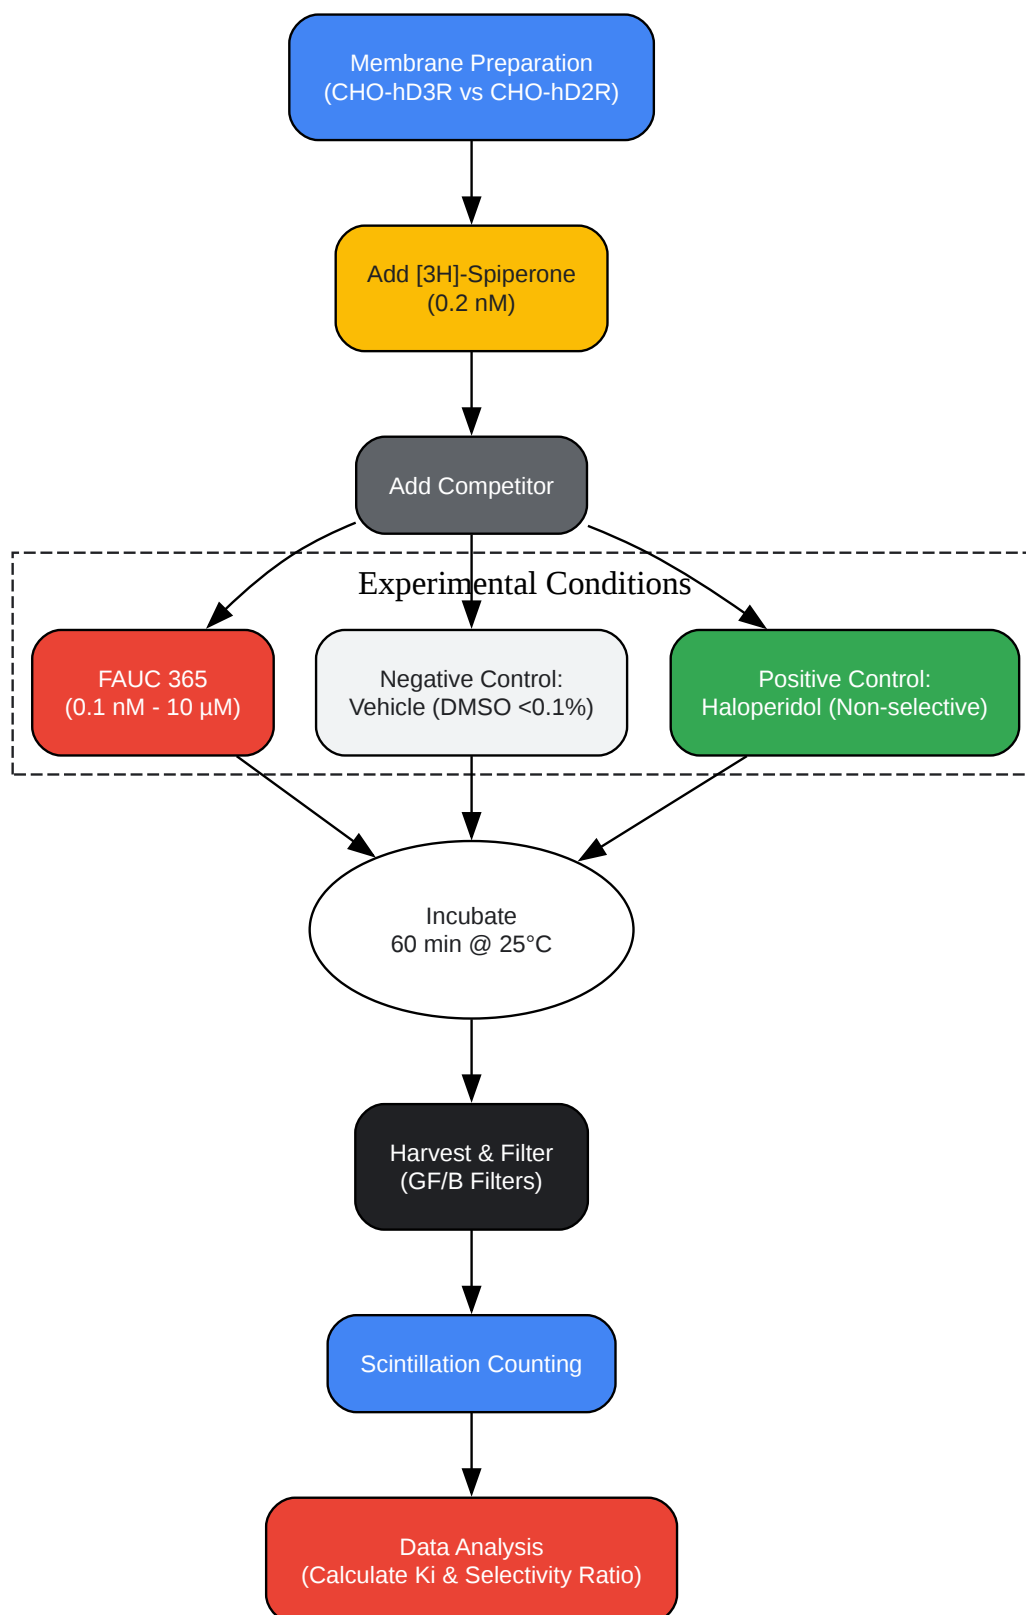 Membrane Preparation
(CHO-hD3R vs CHO-hD2R)
Add [3H]-Spiperone
(0.2 nM)
Add Competitor
Experimental Conditions
FAUC 365
(0.1 nM - 10 µM)
Negative Control:
Vehicle (DMSO <0.1%)
Positive Control:
Haloperidol (Non-selective)
Incubate
60 min @ 25°C
Harvest & Filter
(GF/B Filters)
Scintillation Counting
Data Analysis
(Calculate Ki & Selectivity Ratio)